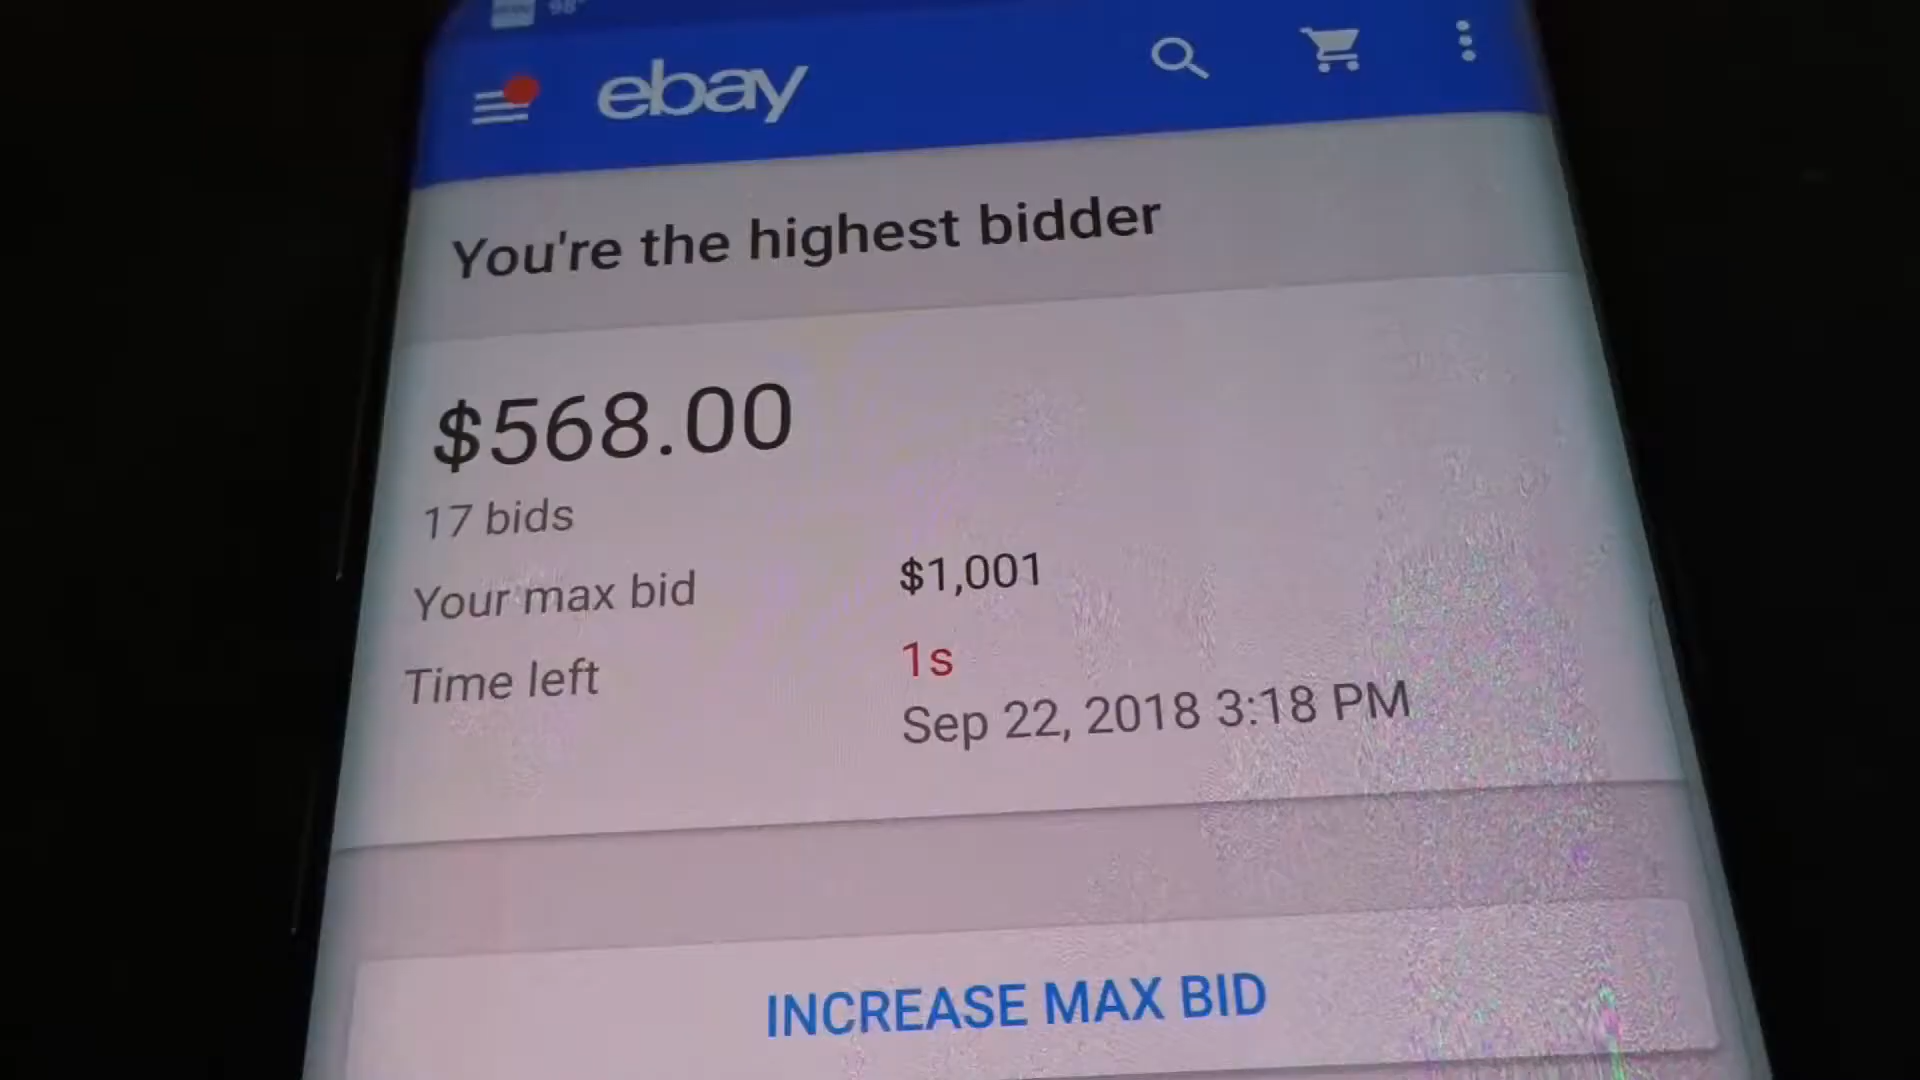 98°
ebay
You're the highest bidder
$568.00
17 bids
Your max bid $1,001
Time left 1s
Sep 22, 2018 3:18 PM
INCREASE MAX BID